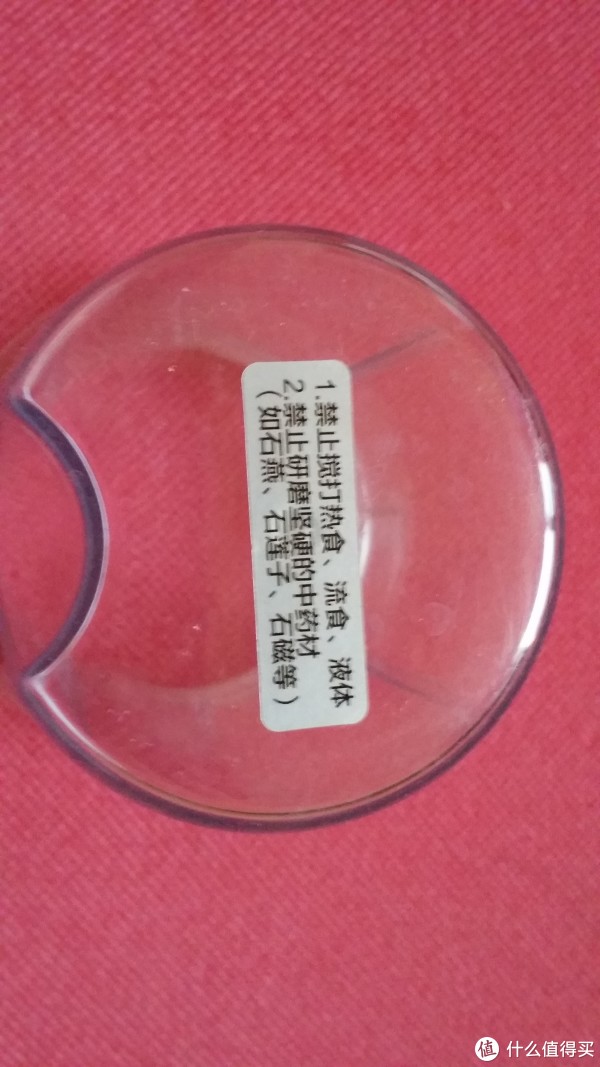 1.禁止搅打热食、流食、液体
2.禁止研磨坚硬的中药材
（如石燕、石莲子、石磁等）
值 什么值得买